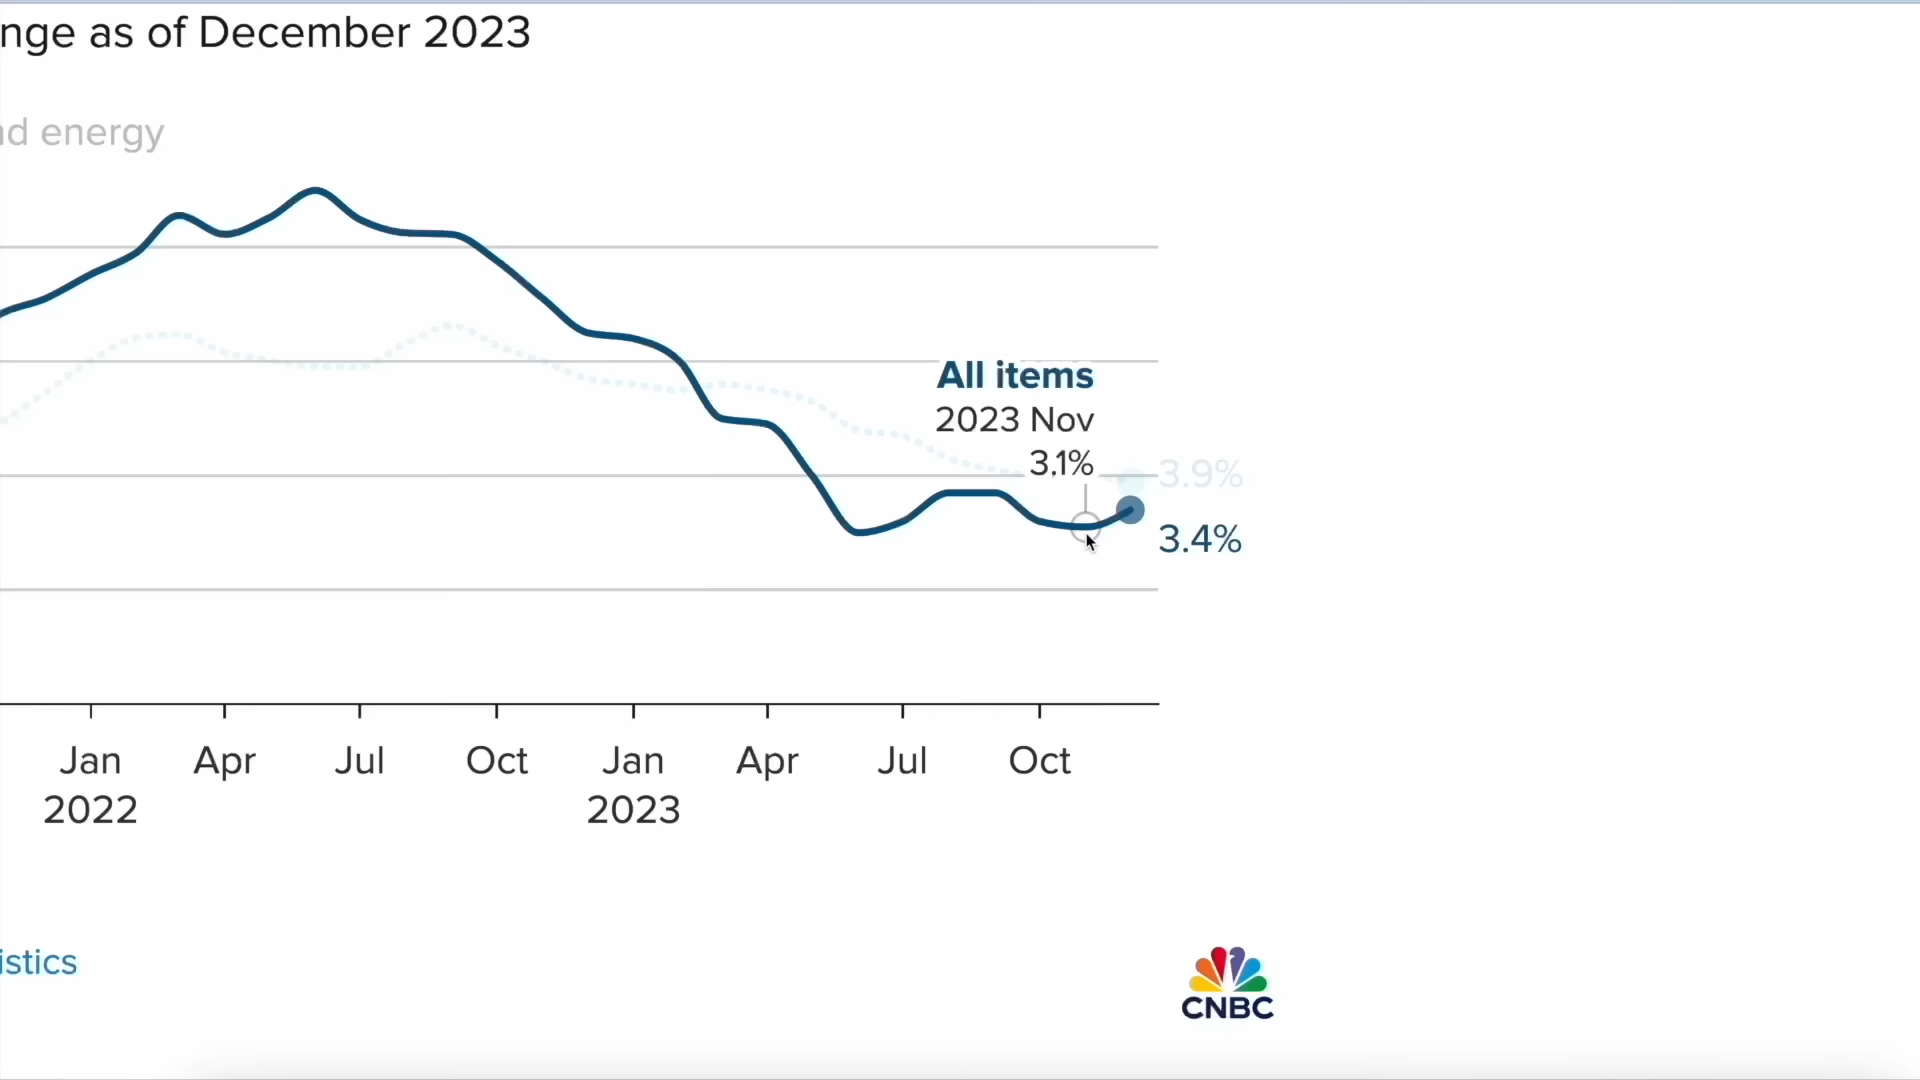 nge as of December 2023
nd energy
All items
2023 Nov
3.1%
3.9%
3.4%
Jan
Apr
Jul
Oct
Jan
Apr
Jul
Oct
2022
2023
istics
CNBC